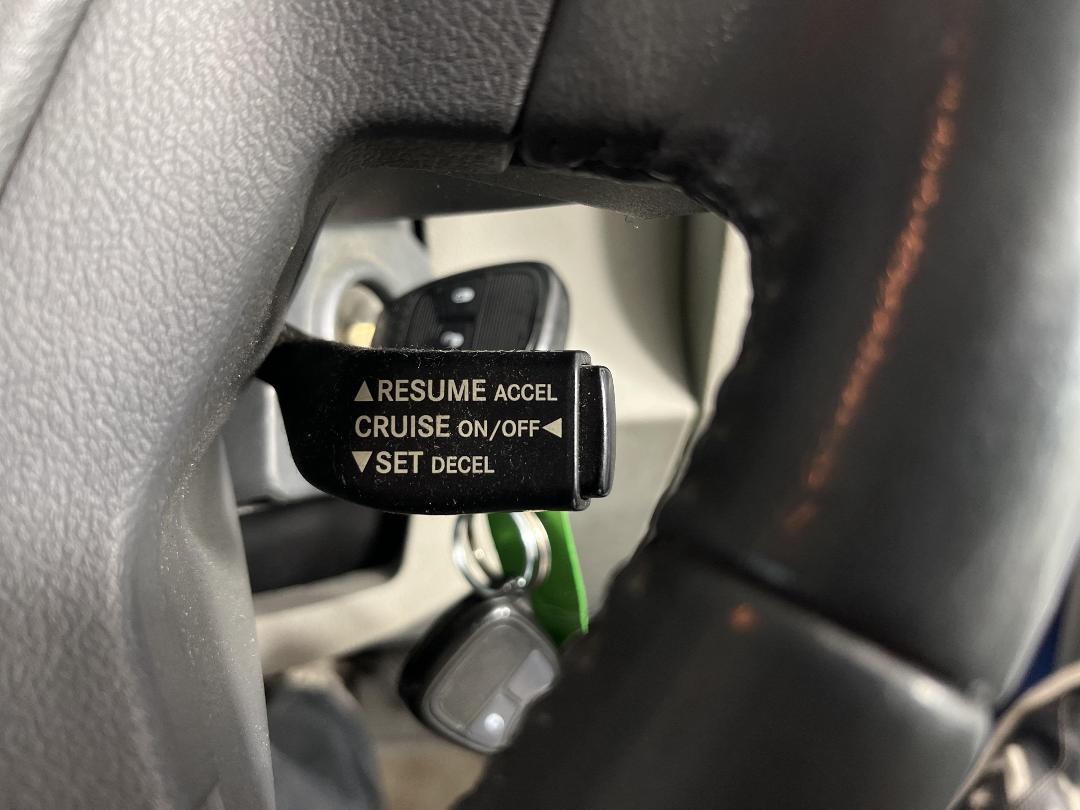 ▲RESUME ACCEL
CRUISE ON/OFF◀
▼SET DECEL